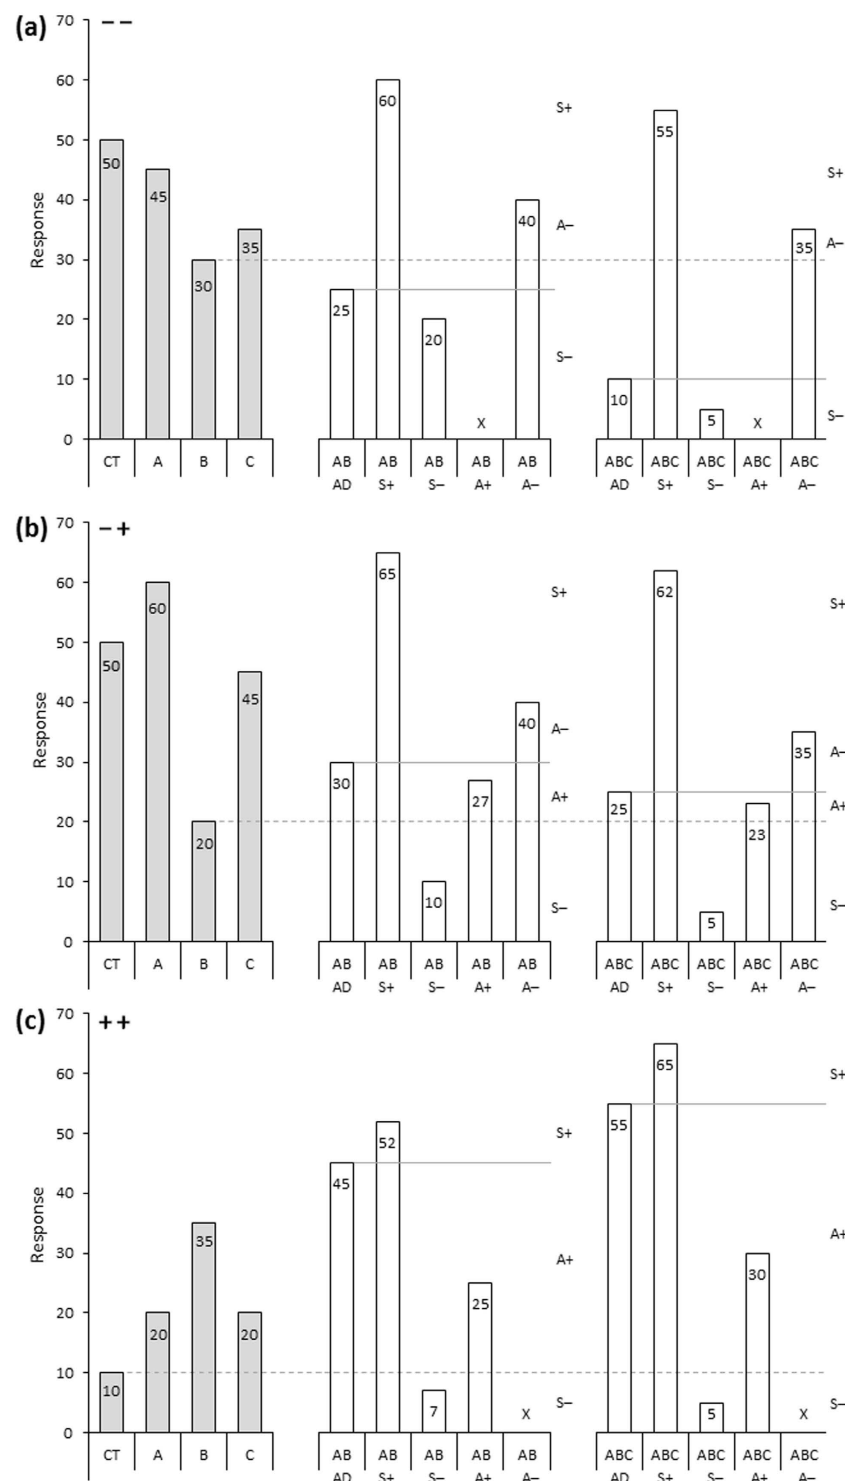 (a)
− −
70
60
50
40
30
20
10
0
Response
50
45
30
35
25
60
20
X
40
10
55
5
X
35
S+
A−
S−
S+
A−
S−
CT A B C AB AB AB AB AB ABC ABC ABC ABC ABC
AD S+ S− A+ A− AD S+ S− A+ A−
(b)
− +
70
60
50
40
30
20
10
0
Response
50
60
20
45
30
65
10
27
40
25
62
5
23
35
S+
A−
A+
S−
S+
A−
A+
S−
CT A B C AB AB AB AB AB ABC ABC ABC ABC ABC
AD S+ S− A+ A− AD S+ S− A+ A−
(c)
+ +
70
60
50
40
30
20
10
0
Response
10
20
35
20
45
52
7
25
X
55
65
5
30
X
S+
A+
S−
S+
A+
S−
CT A B C AB AB AB AB AB ABC ABC ABC ABC ABC
AD S+ S− A+ A− AD S+ S− A+ A−